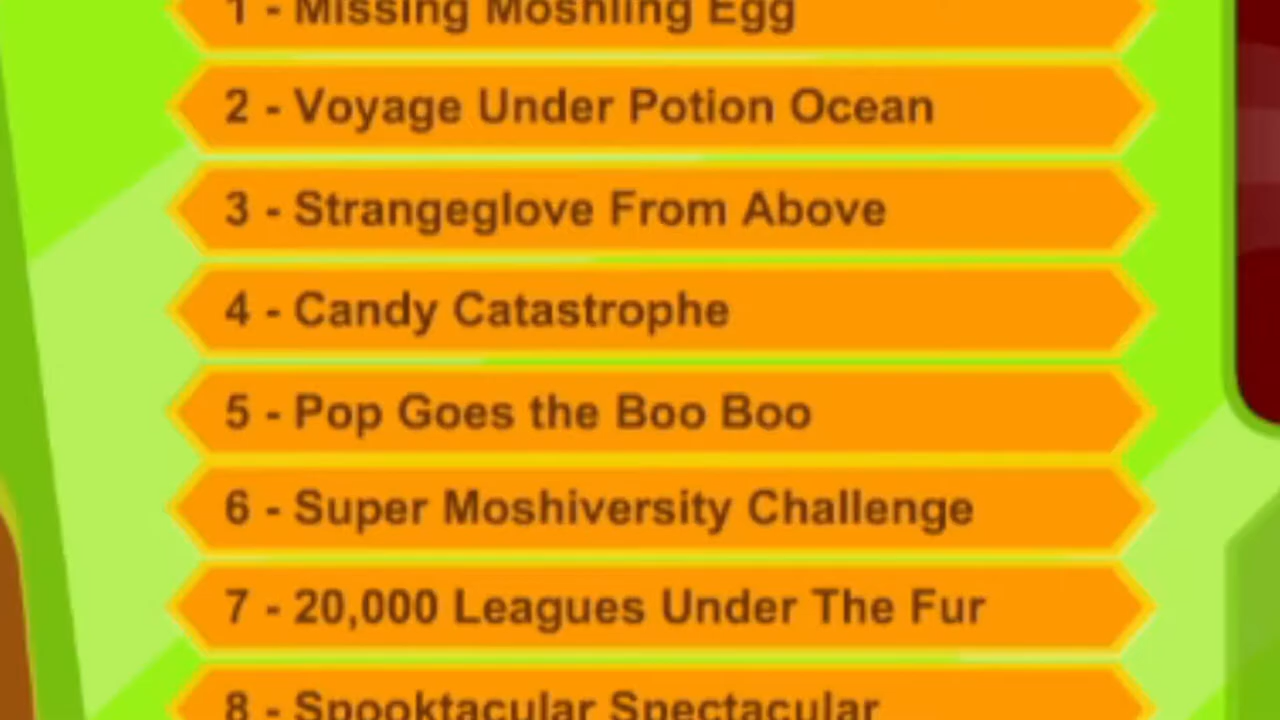 1 - Missing Moshling Egg
2 - Voyage Under Potion Ocean
3 - Strangeglove From Above
4 - Candy Catastrophe
5 - Pop Goes the Boo Boo
6 - Super Moshiversity Challenge
7 - 20,000 Leagues Under The Fur
8 - Spooktacular Spectacular